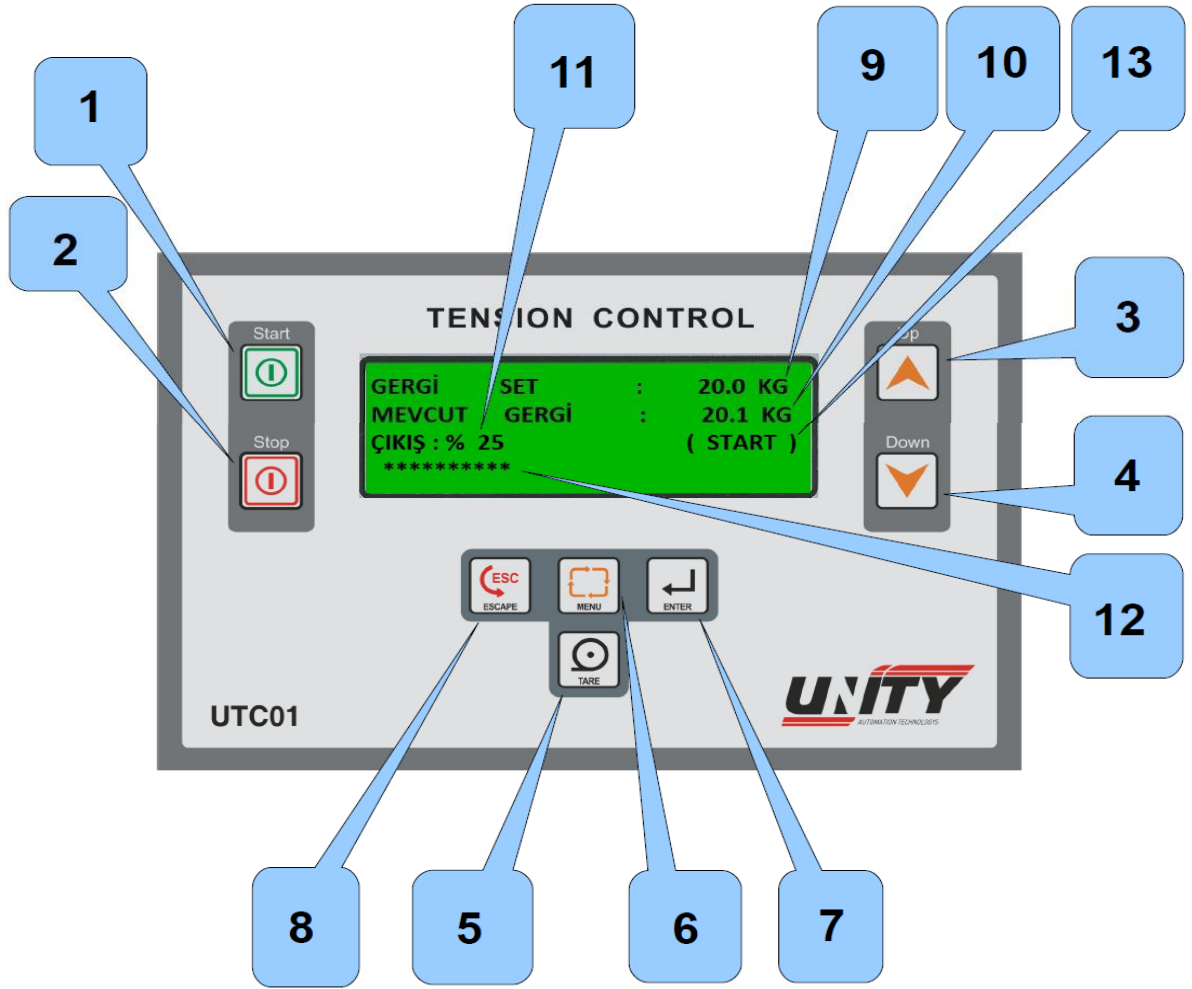 11
9
10
13
1
2
TENSION CONTROL
Start
Up
3
GERGİ SET : 20.0 KG
MEVCUT GERGİ : 20.1 KG
ÇIKIŞ : % 25 ( START )
**********
Stop
Down
4
ESC
ESCAPE
MENU
ENTER
12
TARE
UTC01
UNITY
AUTOMATION TECHNOLOGYS
8
5
6
7